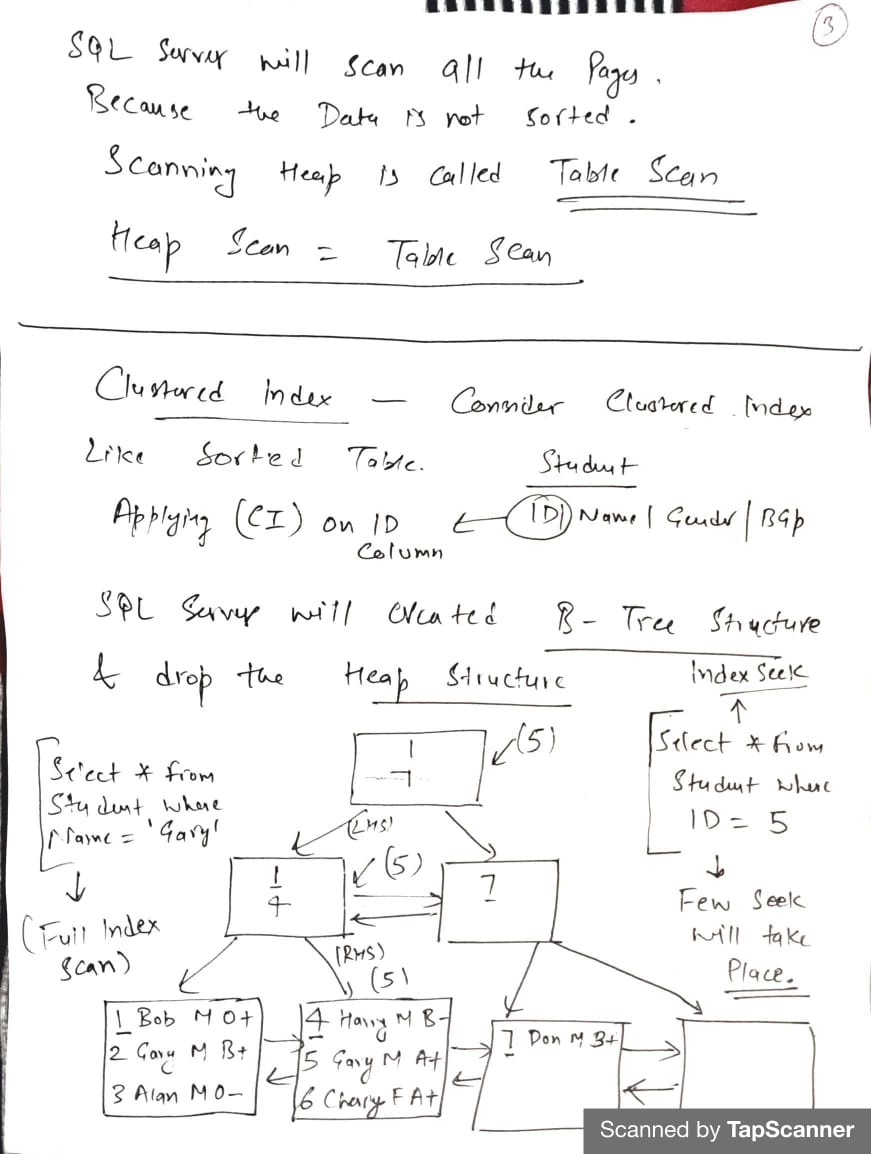 3
SQL Server will scan all the Pages.
Because the Data is not sorted.
Scanning Heap is called Table Scan
Heap Scan = Table Scan
Clustered Index — Consider Clustered Index
Like Sorted Table.
Student
Applying (CI) on ID Column ← ID | Name | Gender | BGp
SQL Server will created B-Tree Structure
& drop the Heap Structure
Index Seek
↑
Select * from
Student where
ID = 5
↓
Few Seek
will take
Place.
Select * from
Student where
Name = 'Gary'
↓
(Full Index
Scan)
1
7
(5)
(LHS)
1
4
(5)
7
(RHS)
(5)
1 Bob M O+
2 Gary M B+
3 Alan M O-
4 Harry M B-
5 Gary M A+
6 Cherry F A+
7 Don M B+
Scanned by TapScanner